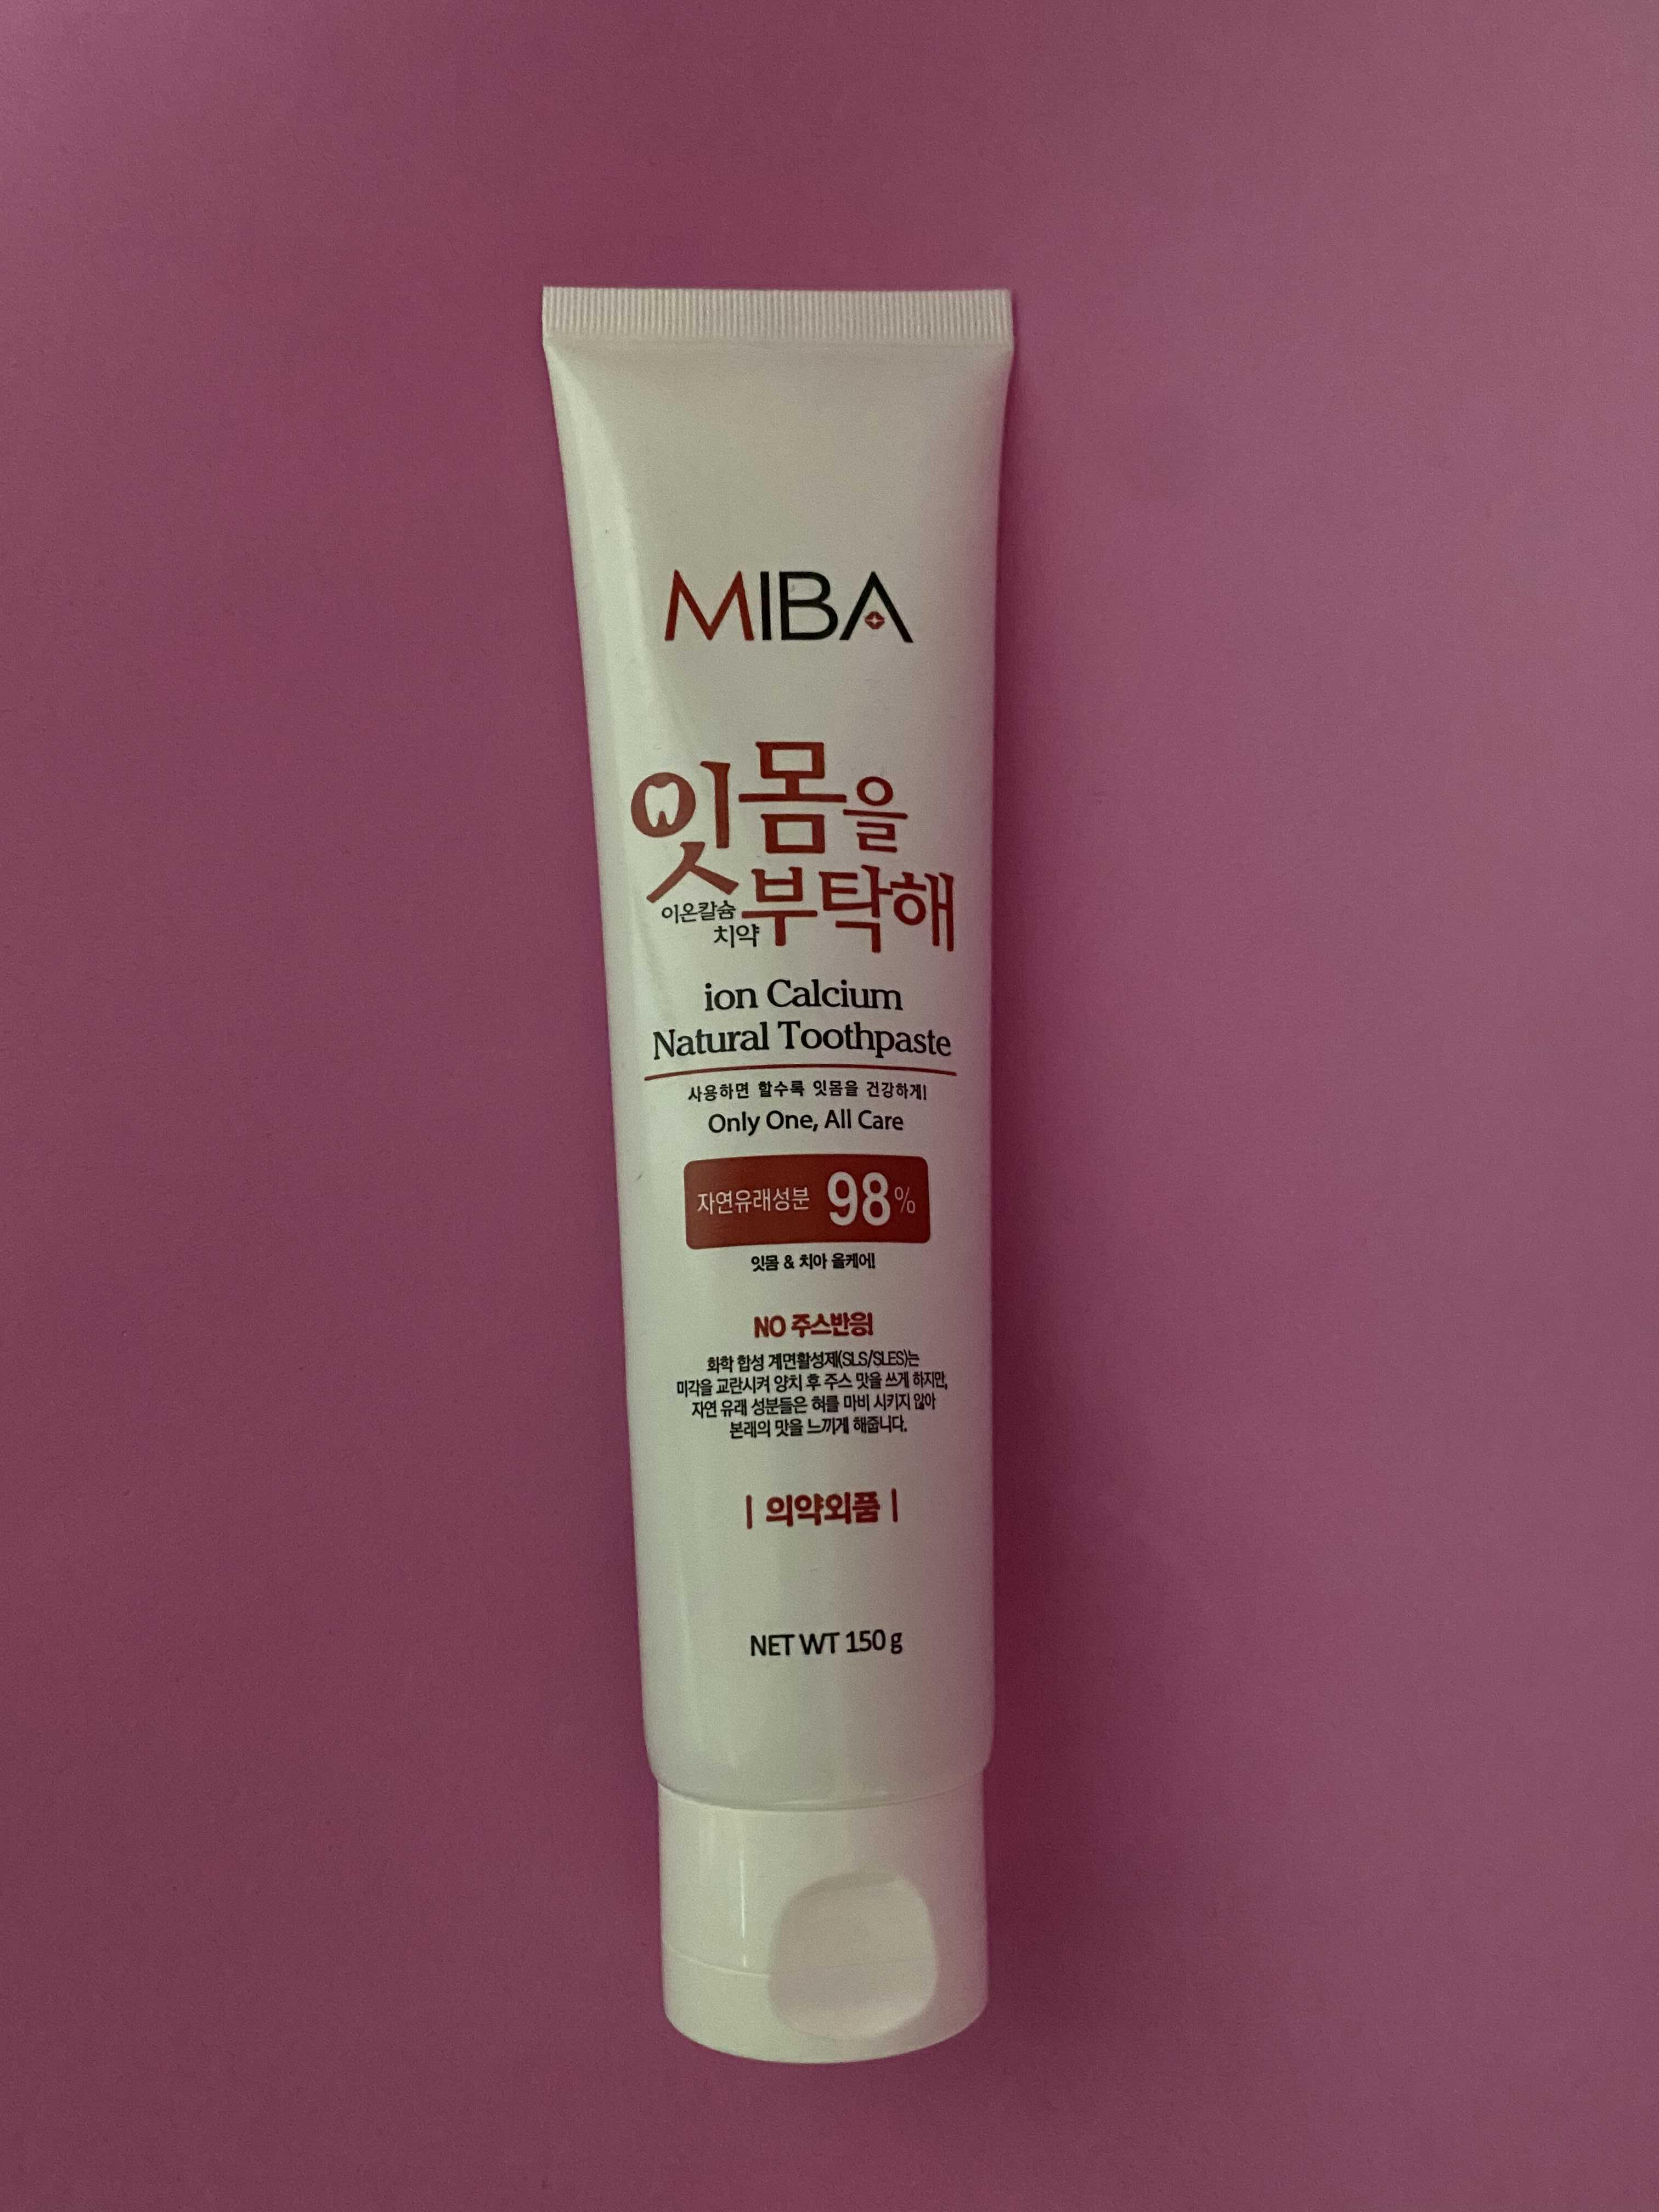 MIBA
잇몸을
부탁해
이온칼슘
치약
ion Calcium
Natural Toothpaste
사용하면 할수록 잇몸을 건강하게!
Only One, All Care
자연유래성분 98%
잇몸 & 치아 올케어!
NO 주스반응!
화학 합성 계면활성제(SLS/SLES)는
미각을 교란시켜 양치 후 주스 맛을 쓰게 하지만,
자연 유래 성분들은 혀를 마비 시키지 않아
본래의 맛을 느끼게 해줍니다.
| 의약외품 |
NET WT 150 g